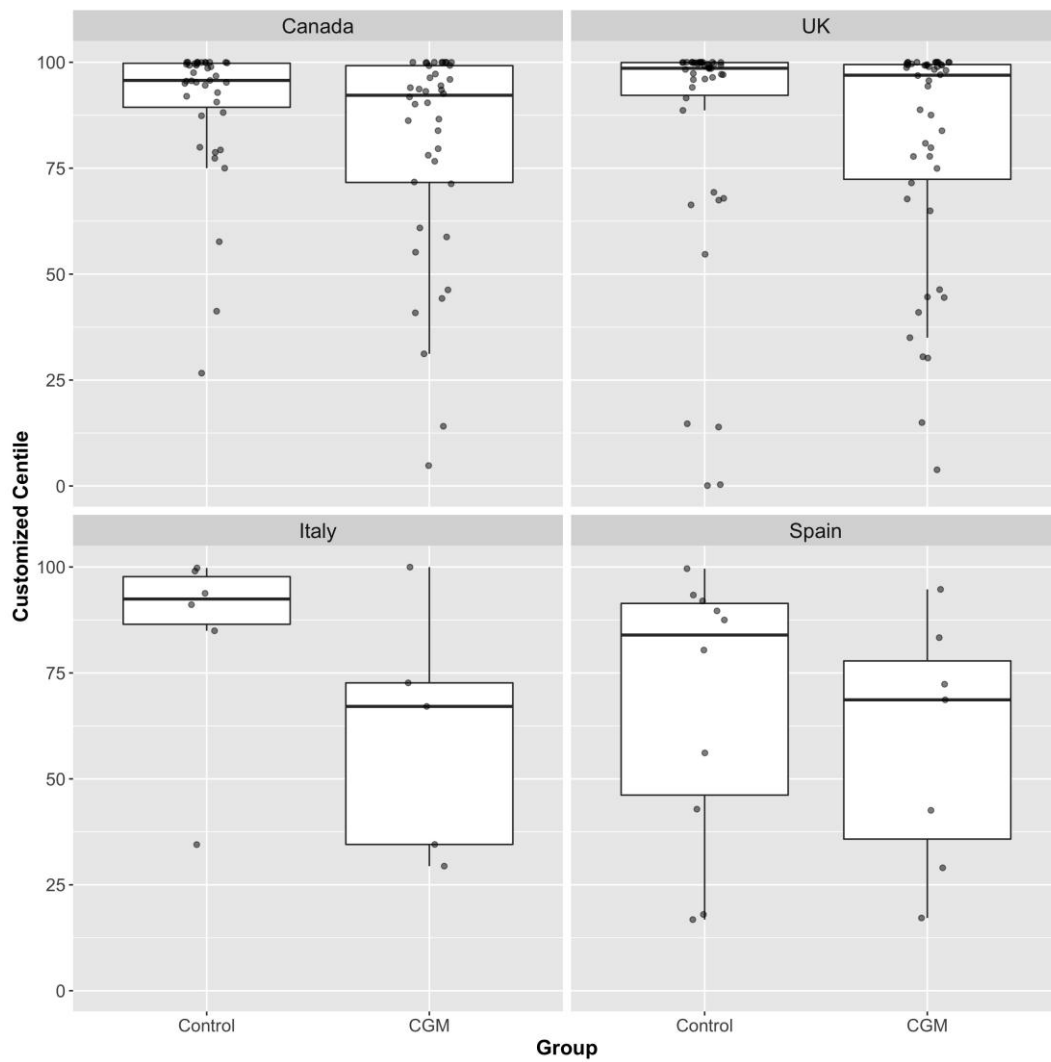 Canada
UK
100
75
50
25
0
Italy
Spain
100
75
50
25
0
Customized Centile
Control
CGM
Control
CGM
Group